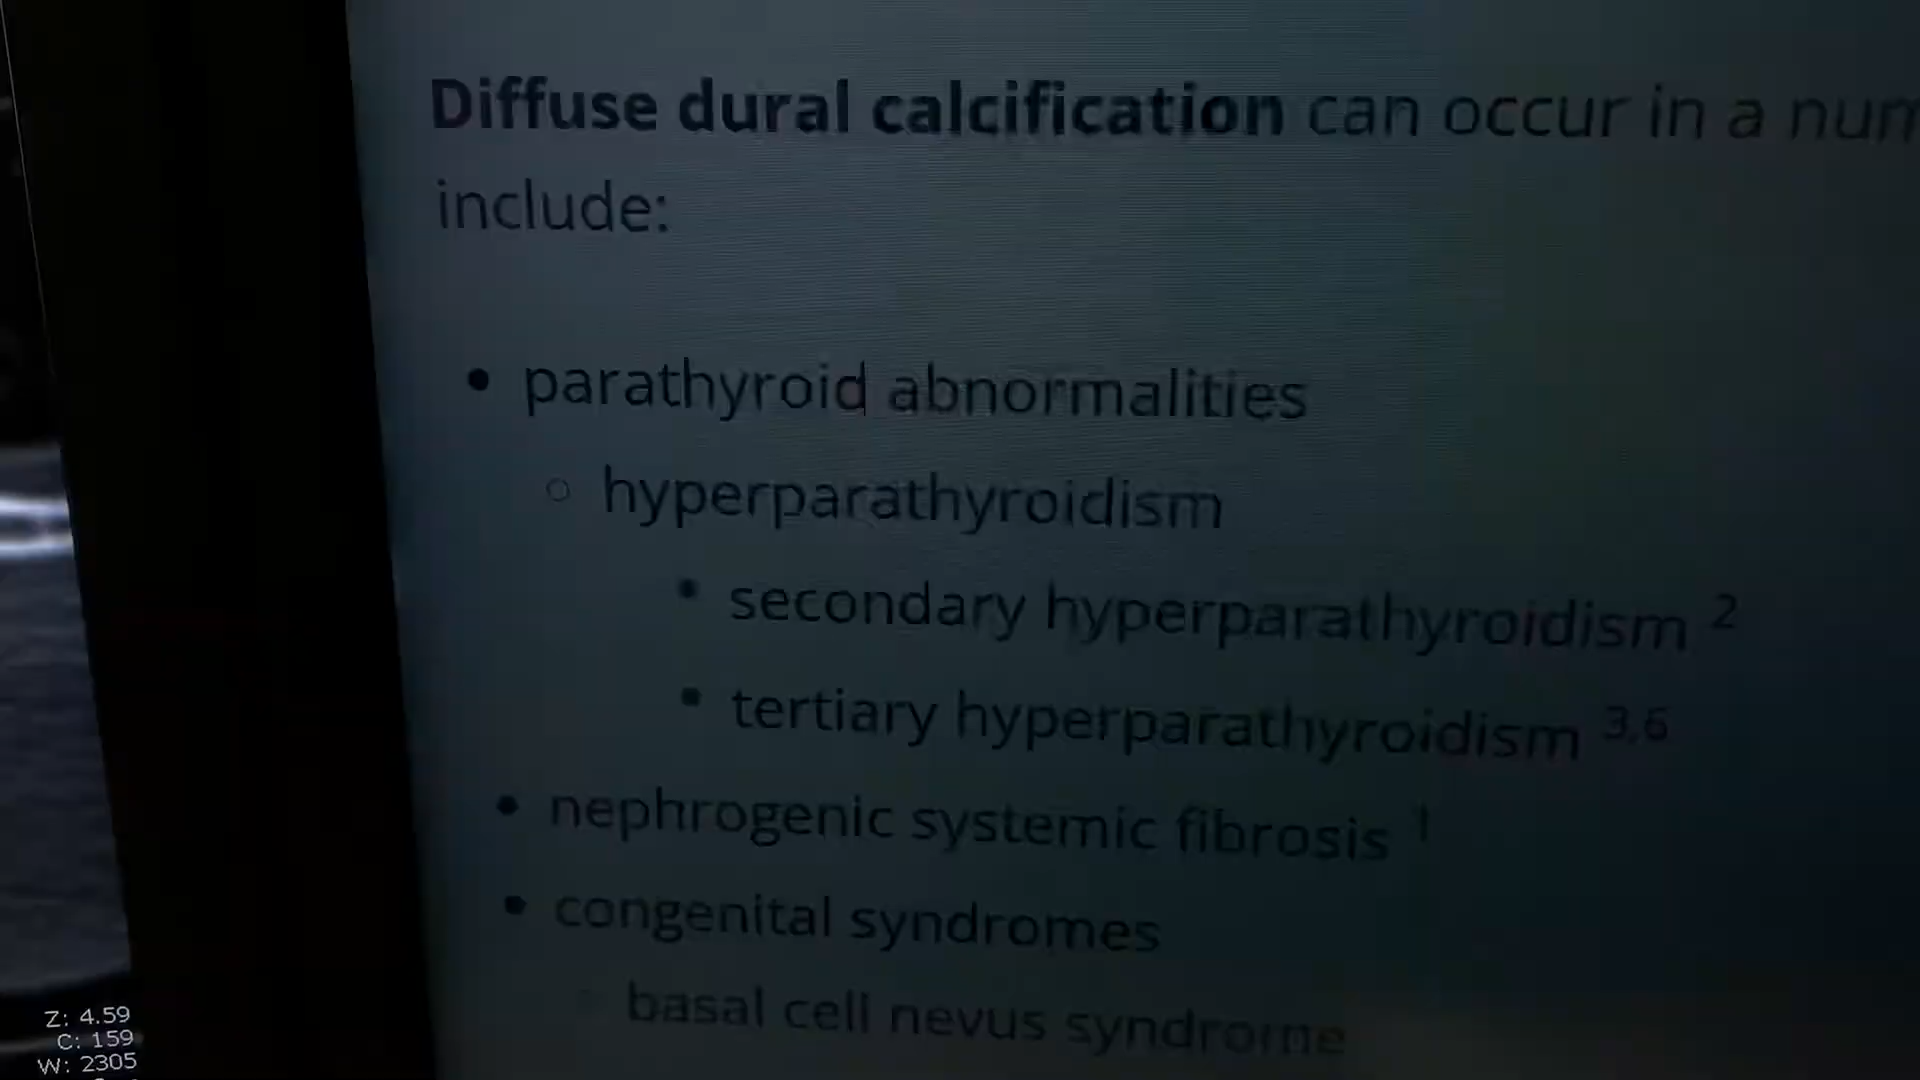 Diffuse dural calcification can occur in a
include:
• parathyroid abnormalities
○ hyperparathyroidism
• secondary hyperparathyroidism 2
• tertiary hyperparathyroidism 3,6
• nephrogenic systemic fibrosis 1
• congenital syndromes
basal cell nevus syndrome
Z: 4.59
C: 159
W: 2305